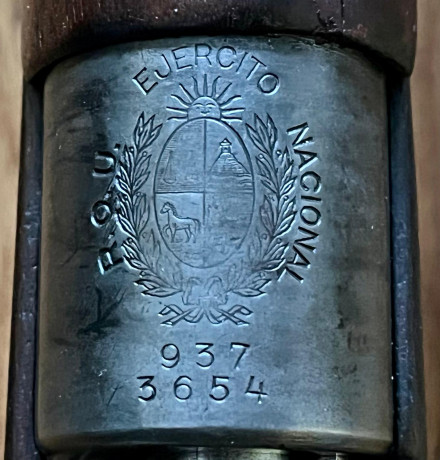 R. O. U.
EJERCITO
NACIONAL
937
3654